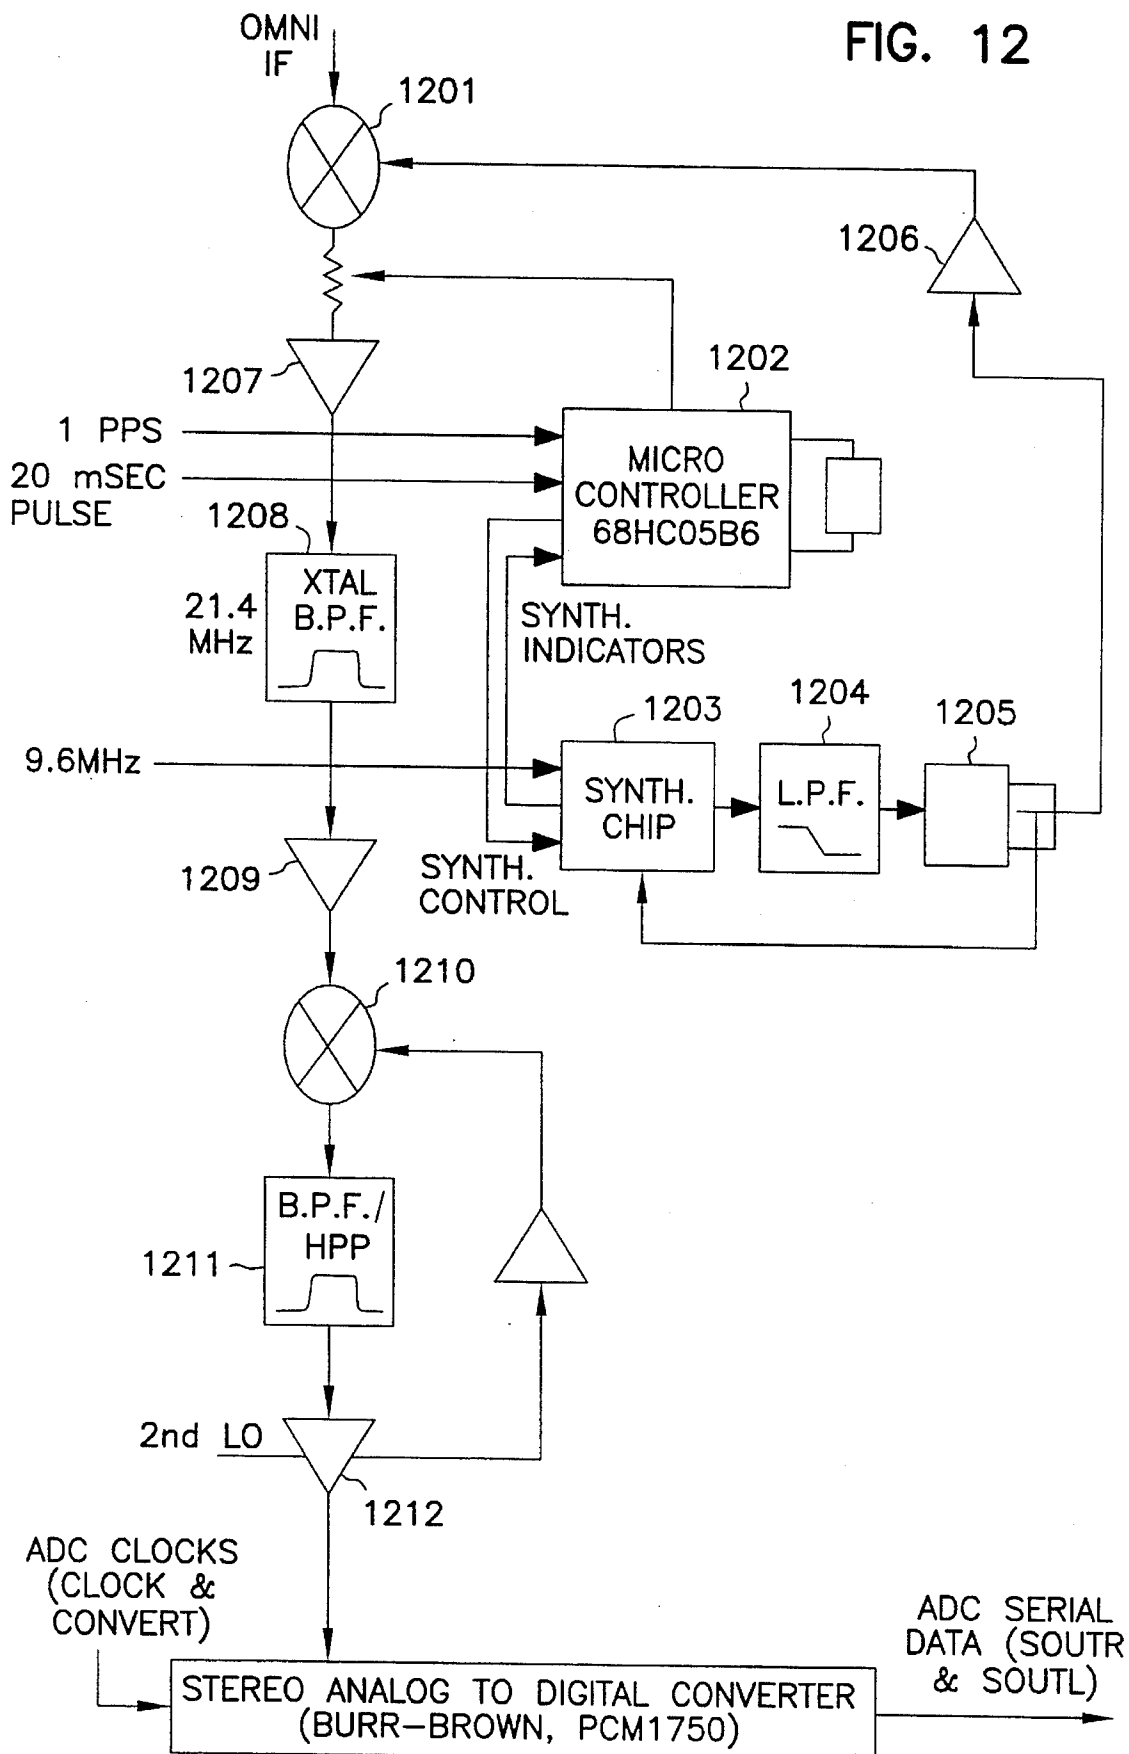 FIG. 12
OMNI
IF
1201
1206
1207
1202
1 PPS
20 mSEC
PULSE
MICRO
CONTROLLER
68HC05B6
1208
XTAL
B.P.F.
21.4
MHz
SYNTH.
INDICATORS
1203
1204
1205
9.6MHz
SYNTH.
CHIP
L.P.F.
1209
SYNTH.
CONTROL
1210
B.P.F./
HPP
1211
2nd LO
1212
ADC CLOCKS
(CLOCK &
CONVERT)
ADC SERIAL
DATA (SOUTR
& SOUTL)
STEREO ANALOG TO DIGITAL CONVERTER
(BURR-BROWN, PCM1750)